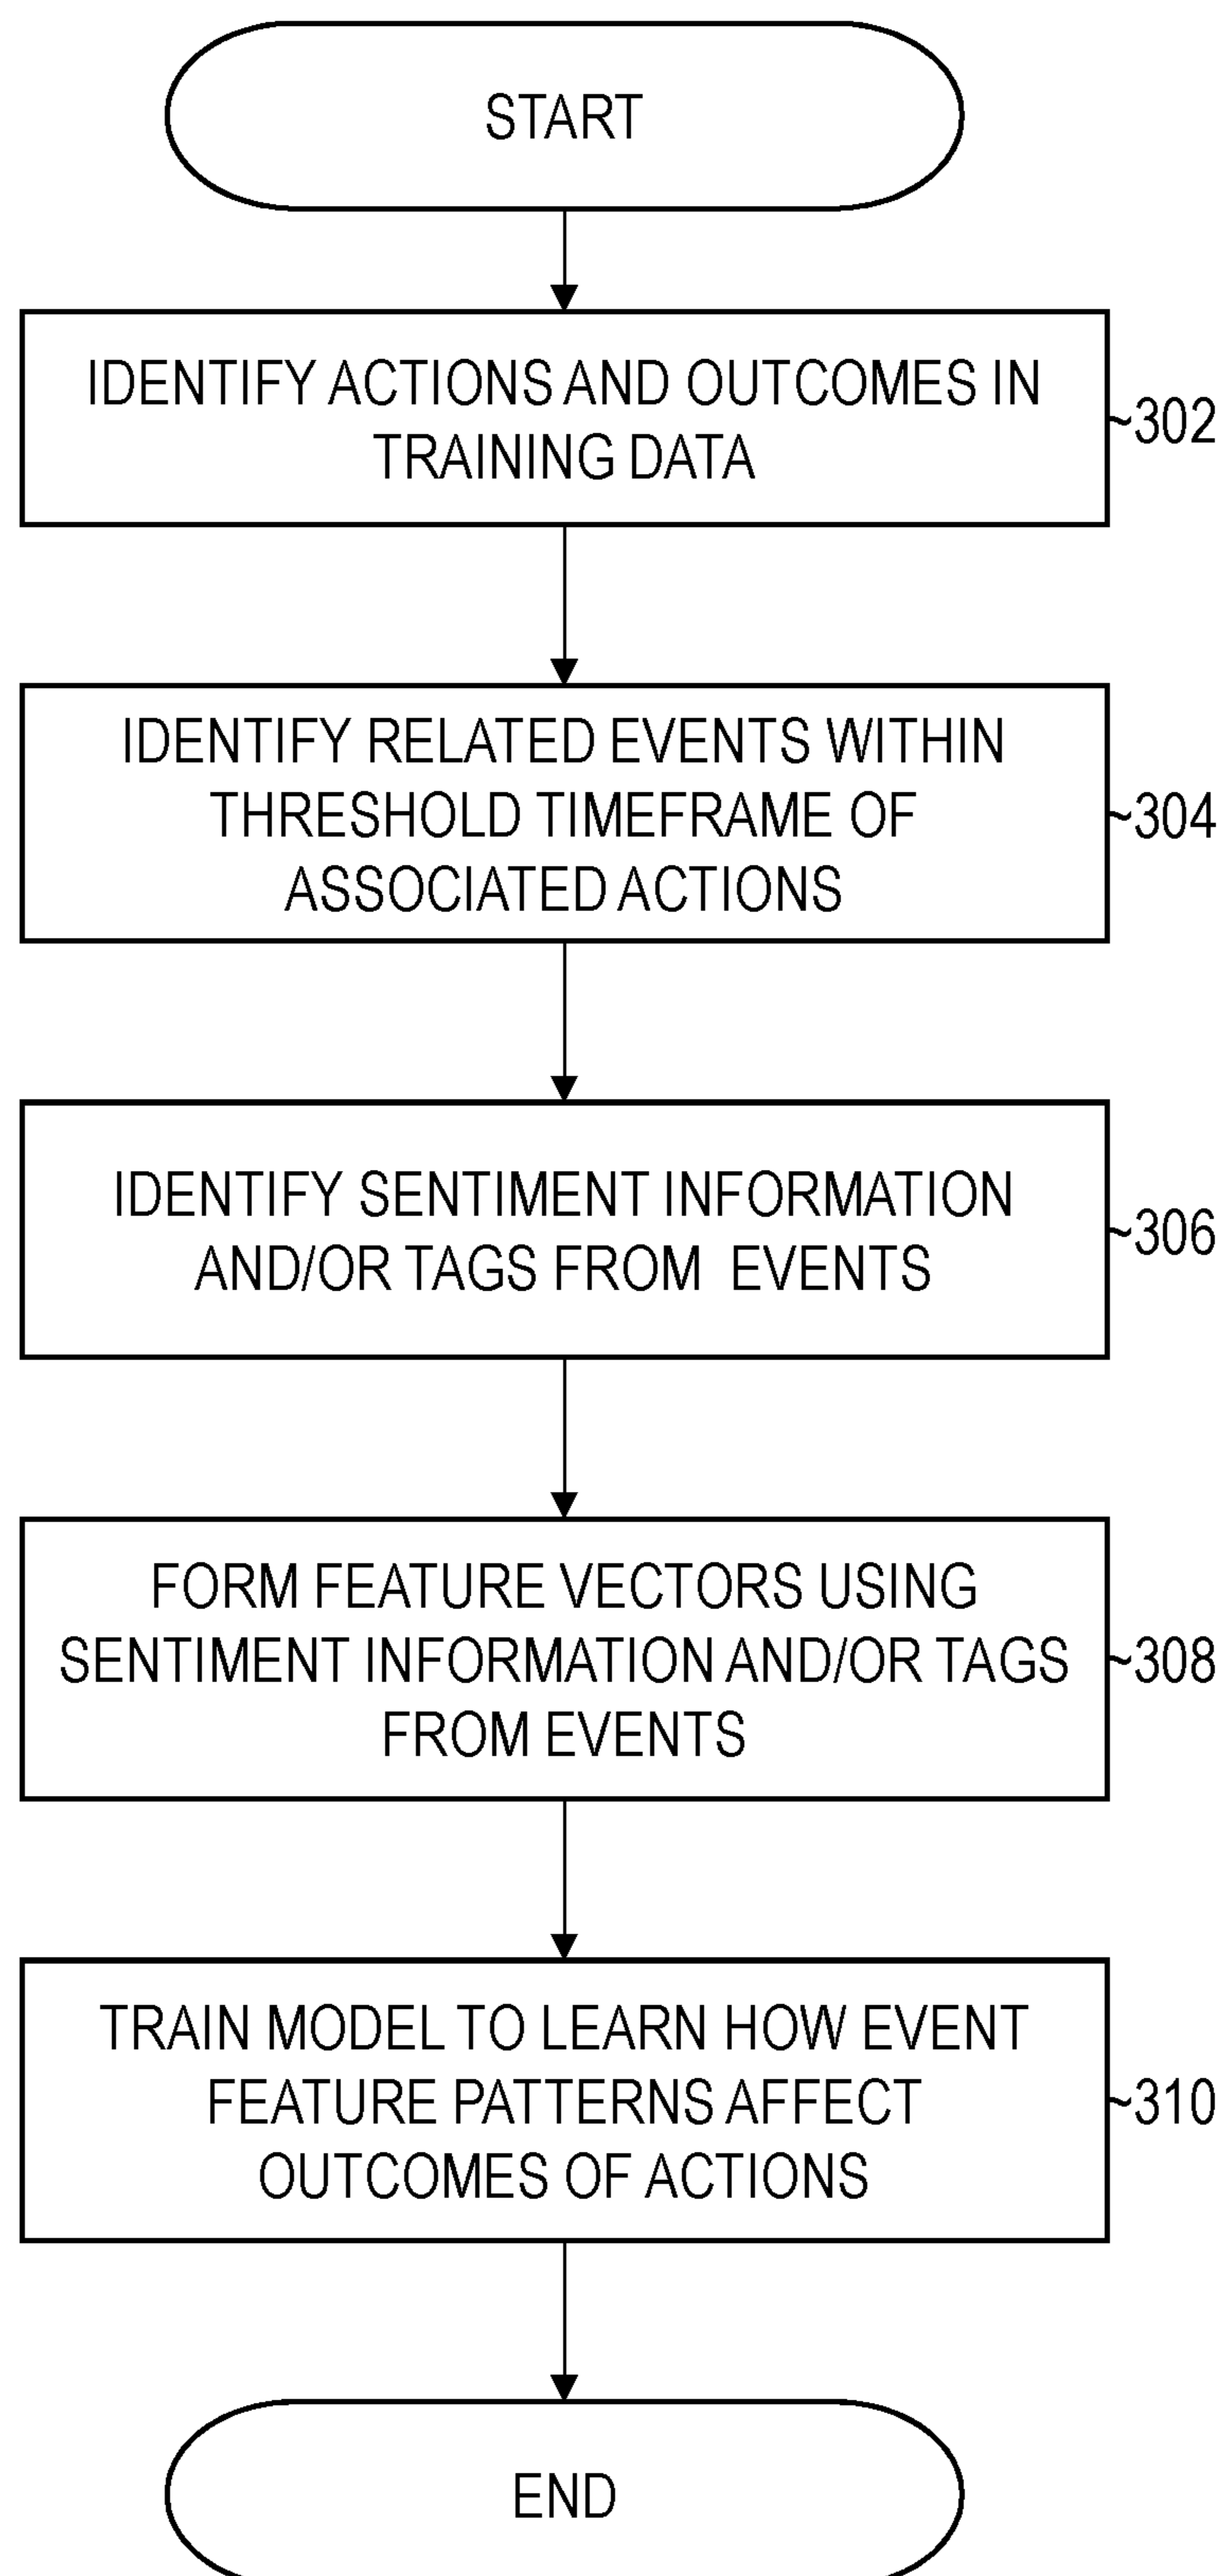 START
IDENTIFY ACTIONS AND OUTCOMES IN
TRAINING DATA
~302
IDENTIFY RELATED EVENTS WITHIN
THRESHOLD TIMEFRAME OF
ASSOCIATED ACTIONS
~304
IDENTIFY SENTIMENT INFORMATION
AND/OR TAGS FROM EVENTS
~306
FORM FEATURE VECTORS USING
SENTIMENT INFORMATION AND/OR TAGS
FROM EVENTS
~308
TRAIN MODEL TO LEARN HOW EVENT
FEATURE PATTERNS AFFECT
OUTCOMES OF ACTIONS
~310
END